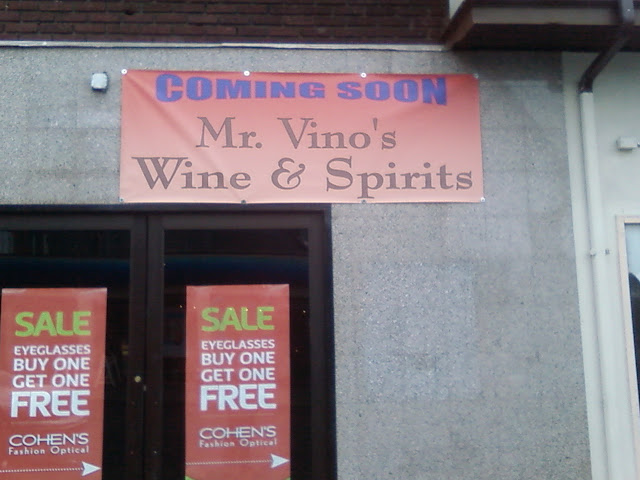 COMING SOON
Mr. Vino's
Wine & Spirits
SALE
EYEGLASSES
BUY ONE
GET ONE
FREE
COHEN'S
Fashion Optical
SALE
EYEGLASSES
BUY ONE
GET ONE
FREE
COHEN'S
Fashion Optical